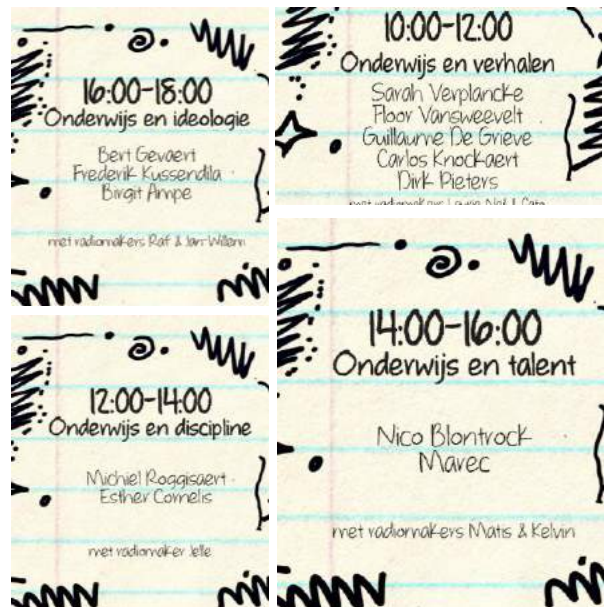 16:00-18:00
Onderwijs en ideologie
Bert Gevaert
Frederik Kussendila
Birgit Ampe
met radiomakers Raf & Jan-Willem
10:00-12:00
Onderwijs en verhalen
Sarah Verplancke
Floor Vansweevelt
Guillaume De Grieve
Carlos Knockaert
Dirk Pieters
met radiomakers
12:00-14:00
Onderwijs en discipline
Michiel Roggisaert
Esther Cornelis
met radiomaker Jelle
14:00-16:00
Onderwijs en talent
Nico Blontrock
Mavec
met radiomakers Matis & Kelvin